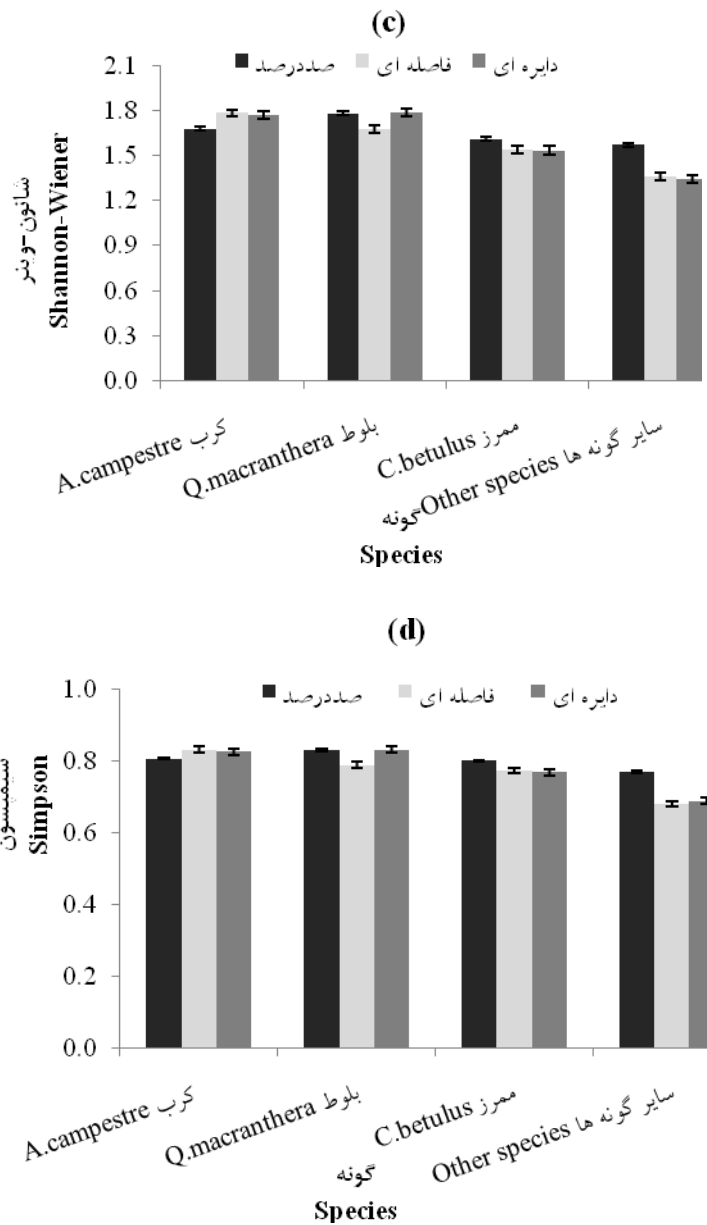 (c)
صددرصد فاصله ای دایره ای
2.1
1.8
1.5
1.2
0.9
0.6
0.3
0.0
شانون-وینر
Shannon-Wiener
A.campestre کرب
Q.macranthera بلوط
C.betulus ممرز
Other species سایر گونه ها
گونه
Species
(d)
صددرصد فاصله ای دایره ای
1.0
0.8
0.6
0.4
0.2
0.0
سیمپسون
Simpson
A.campestre کرب
Q.macranthera بلوط
C.betulus ممرز
Other species سایر گونه ها
گونه
Species